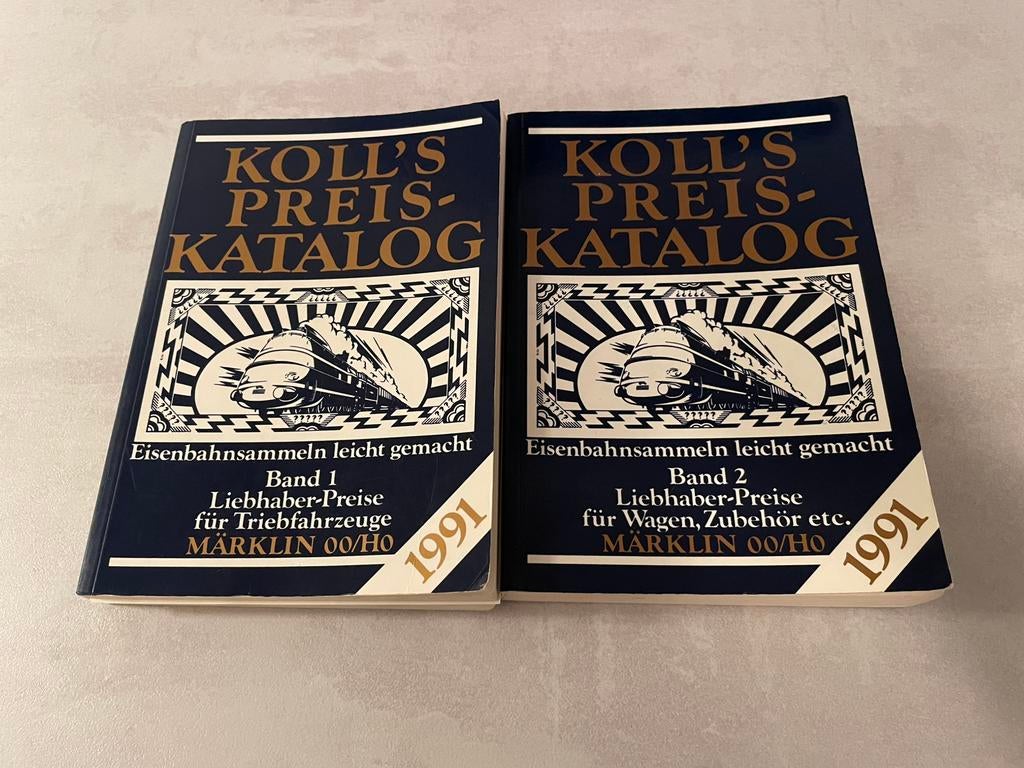 KOLL'S
PREIS-
KATALOG
Eisenbahnsammeln leicht gemacht
Band 1
Liebhaber-Preise
für Triebfahrzeuge
MÄRKLIN 00/H0
1991
KOLL'S
PREIS-
KATALOG
Eisenbahnsammeln leicht gemacht
Band 2
Liebhaber-Preise
für Wagen, Zubehör etc.
MÄRKLIN 00/H0
1991